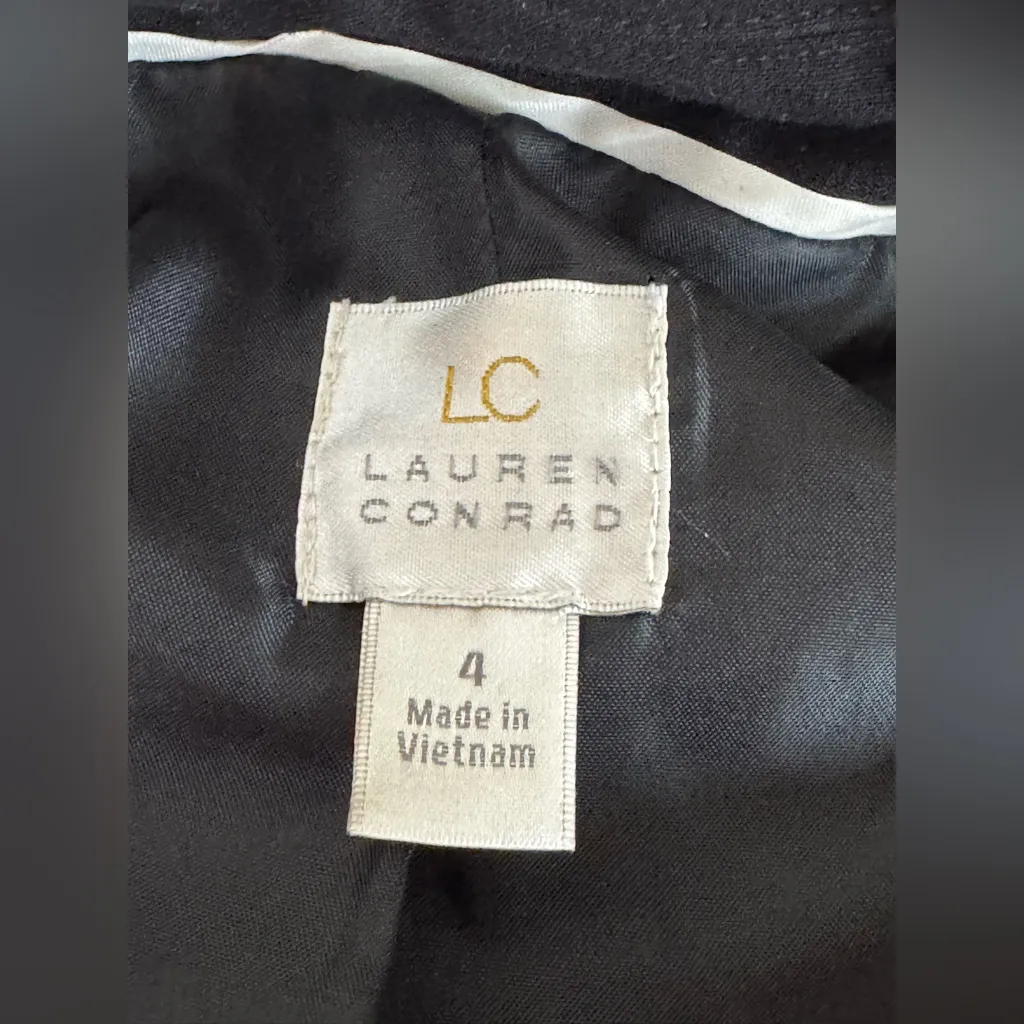 LC
LAUREN
CONRAD
4
Made in
Vietnam